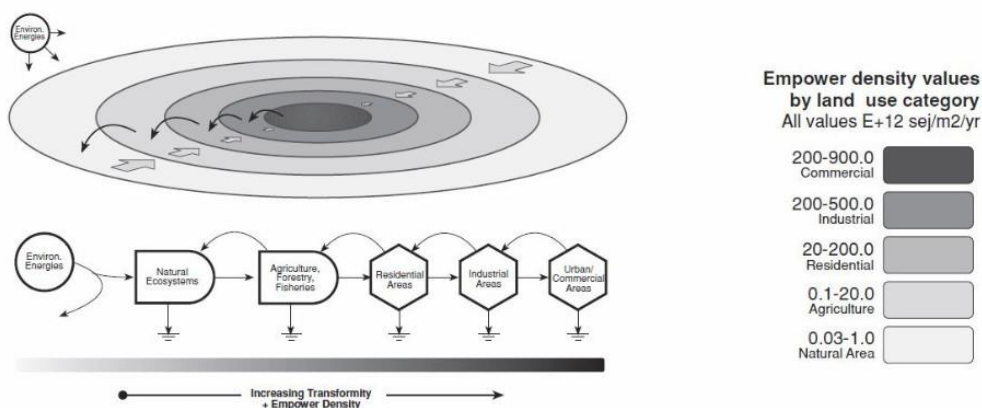 Environ.
Energies
Empower density values
by land use category
All values E+12 sej/m2/yr
200-900.0
Commercial
200-500.0
Industrial
20-200.0
Residential
0.1-20.0
Agriculture
0.03-1.0
Natural Area
Environ.
Energies
Natural
Ecosystems
Agriculture,
Forestry,
Fisheries
Residential
Areas
Industrial
Areas
Urban/
Commercial
Areas
Increasing Transformity
+ Empower Density